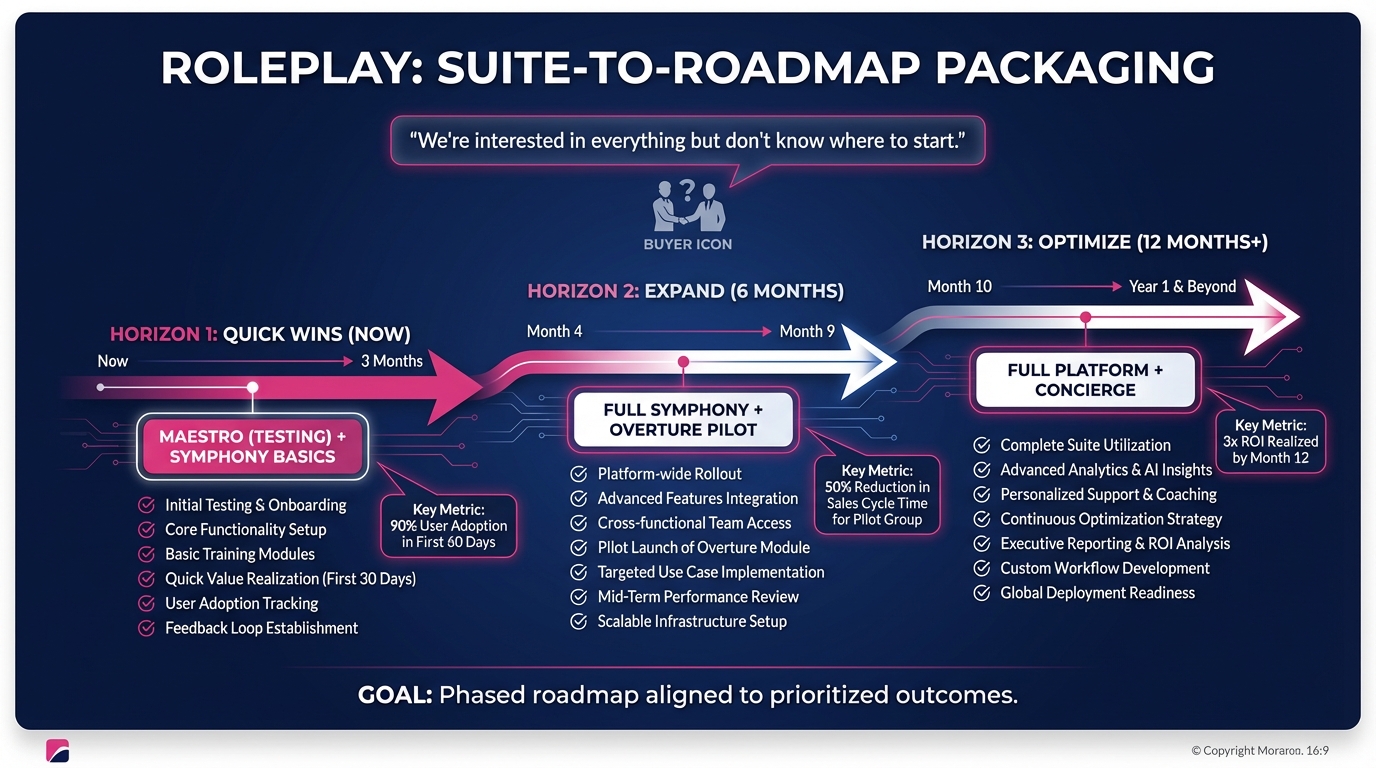 ROLEPLAY: SUITE-TO-ROADMAP PACKAGING
“We're interested in everything but don't know where to start.”
?
BUYER ICON
HORIZON 1: QUICK WINS (NOW)
Now
3 Months
MAESTRO (TESTING) +
SYMPHONY BASICS
Initial Testing & Onboarding
Core Functionality Setup
Basic Training Modules
Quick Value Realization (First 30 Days)
User Adoption Tracking
Feedback Loop Establishment
Key Metric:
90% User Adoption
in First 60 Days
HORIZON 2: EXPAND (6 MONTHS)
Month 4
Month 9
FULL SYMPHONY +
OVERTURE PILOT
Platform-wide Rollout
Advanced Features Integration
Cross-functional Team Access
Pilot Launch of Overture Module
Targeted Use Case Implementation
Mid-Term Performance Review
Scalable Infrastructure Setup
Key Metric:
50% Reduction in
Sales Cycle Time
for Pilot Group
HORIZON 3: OPTIMIZE (12 MONTHS+)
Month 10
Year 1 & Beyond
FULL PLATFORM +
CONCIERGE
Complete Suite Utilization
Advanced Analytics & AI Insights
Personalized Support & Coaching
Continuous Optimization Strategy
Executive Reporting & ROI Analysis
Custom Workflow Development
Global Deployment Readiness
Key Metric:
3x ROI Realized
by Month 12
GOAL: Phased roadmap aligned to prioritized outcomes.
© Copyright Moraron. 16:9